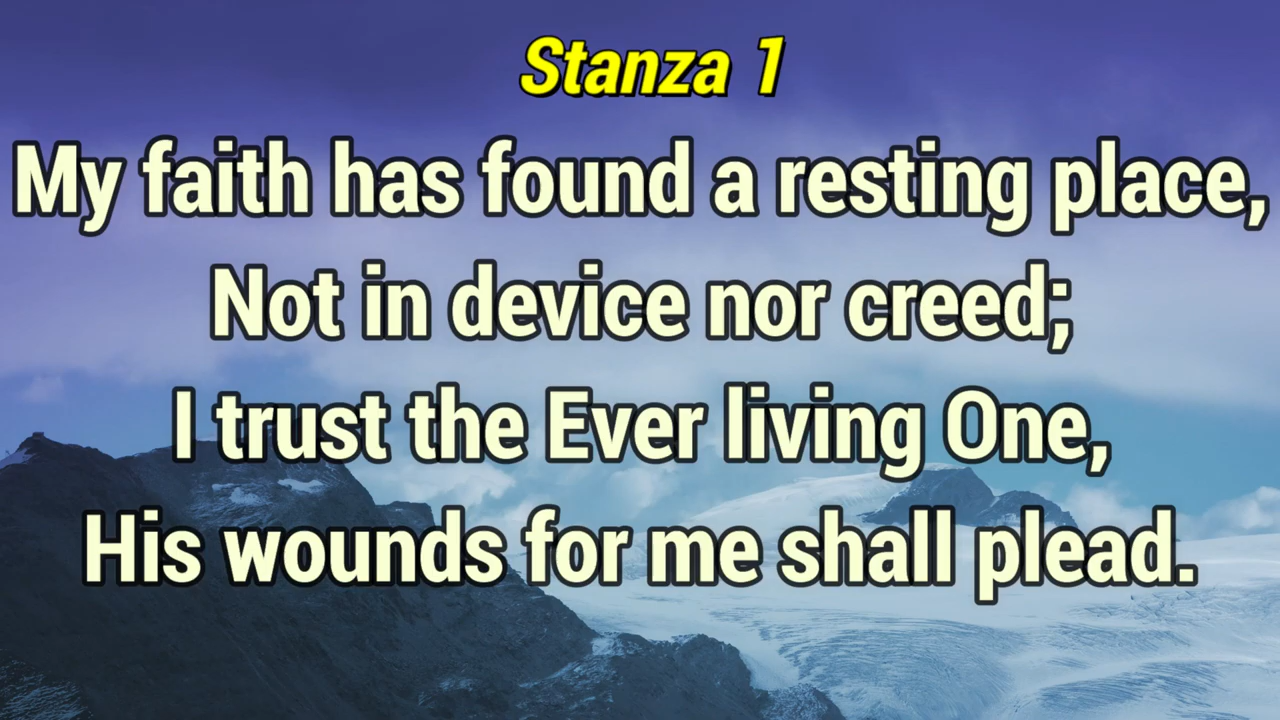 Stanza 1
My faith has found a resting place,
Not in device nor creed;
I trust the Ever living One,
His wounds for me shall plead.